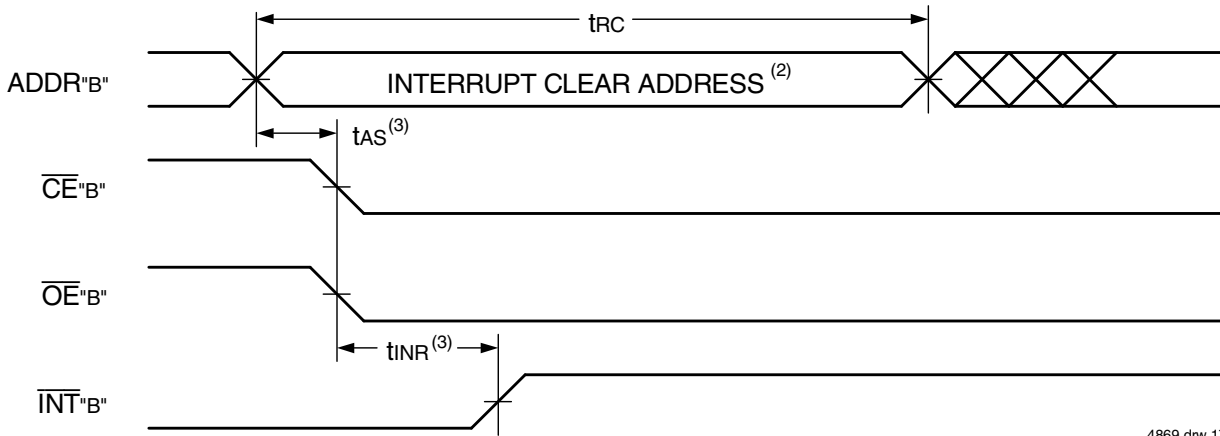 tRC
ADDR"B"
INTERRUPT CLEAR ADDRESS (2)
tAS(3)
CE"B"
OE"B"
tINR(3)
INT"B"